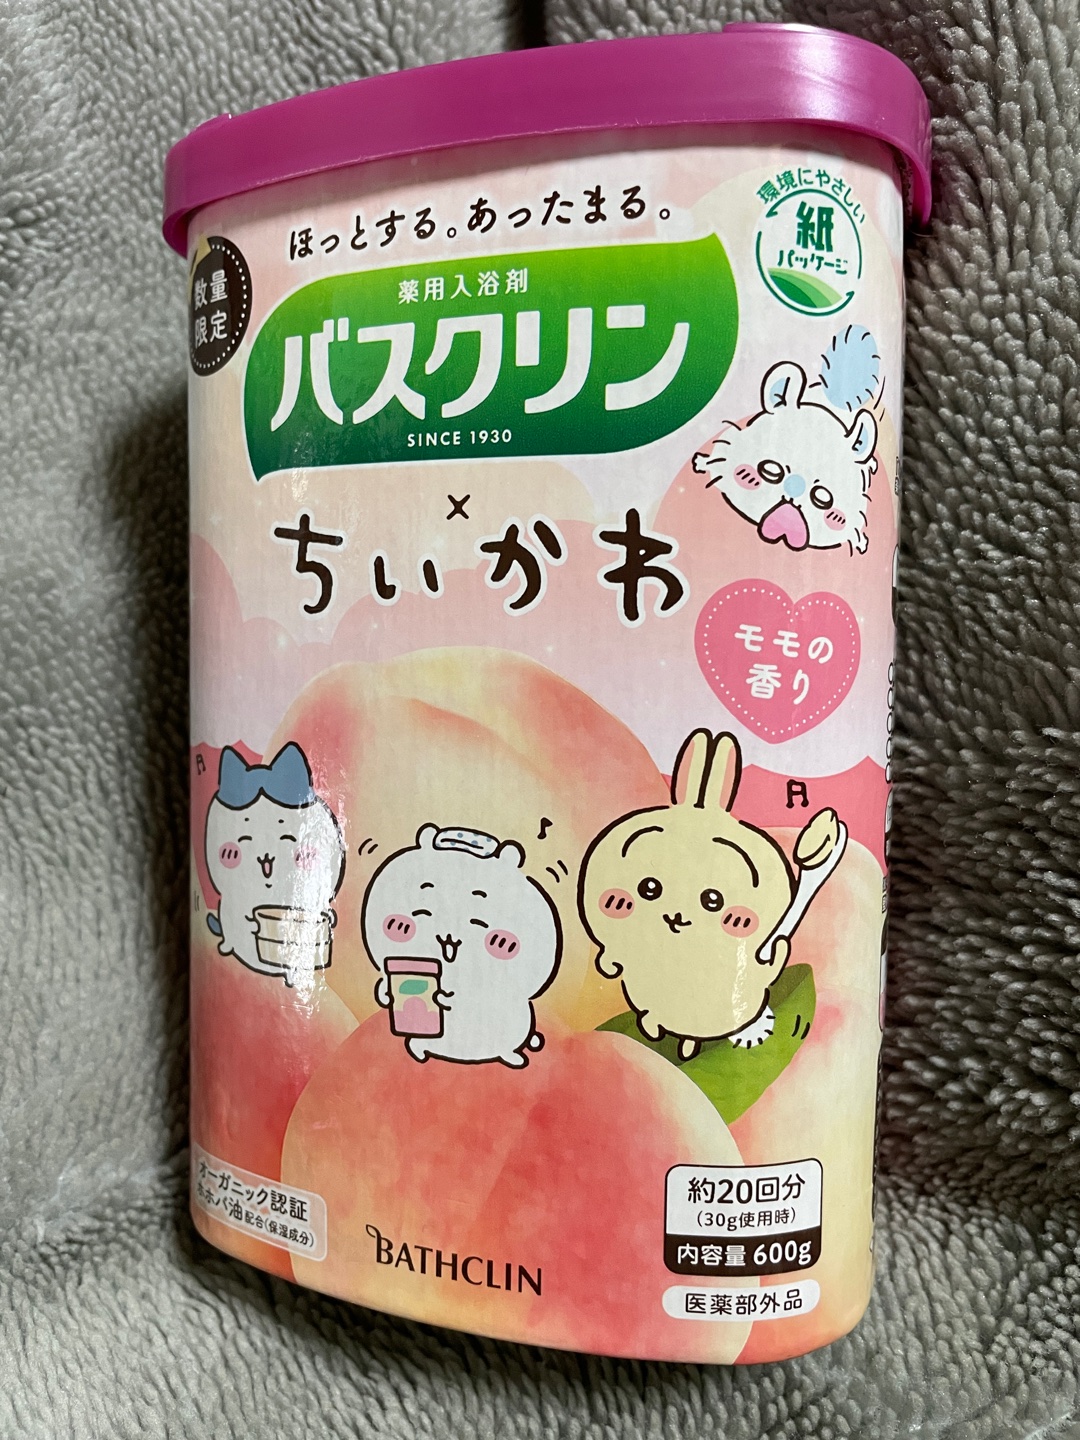 ほっとする。あったまる。
環境にやさしい
紙
パッケージ
数量
限定
薬用入浴剤
バスクリン
SINCE 1930
×
ちいかわ
モモの
香り
オーガニック認証
ホホバ油配合(保湿成分)
BATHCLIN
約20回分
(30g使用時)
内容量 600g
医薬部外品